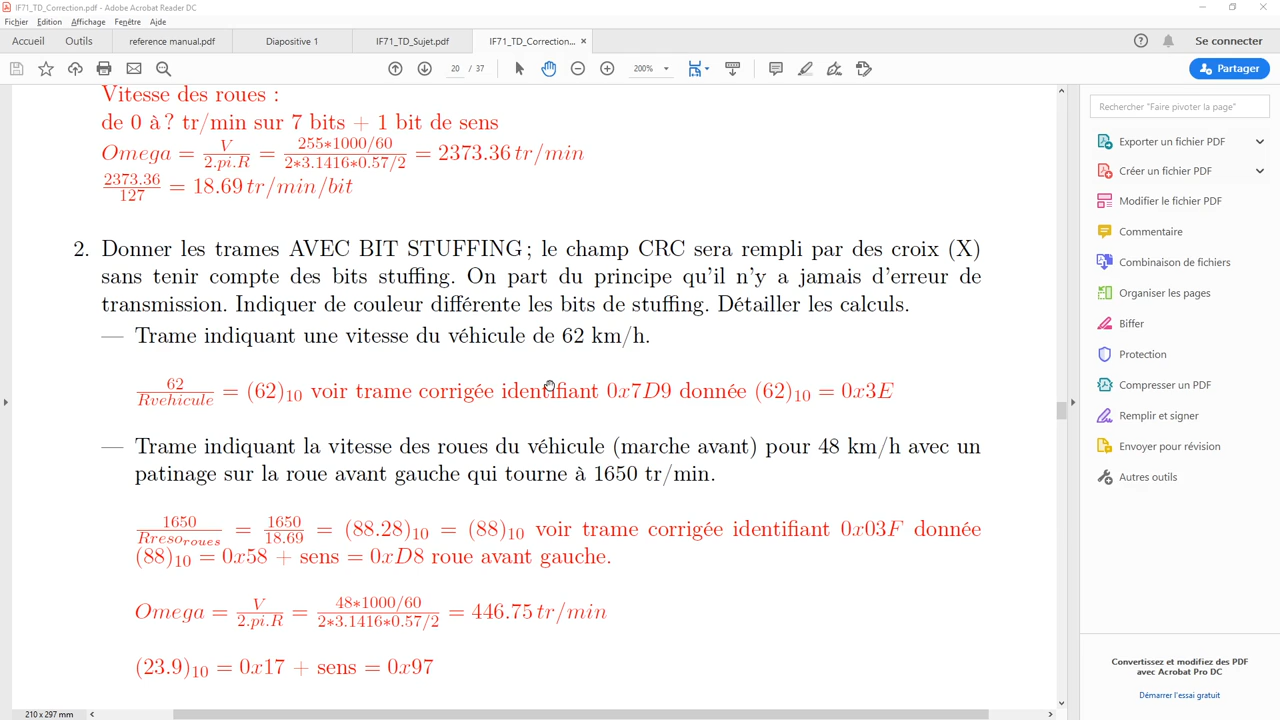 IF71_TD_Correction.pdf - Adobe Acrobat Reader DC
Fichier Edition Affichage Fenêtre Aide
Accueil Outils reference manual.pdf Diapositive 1 IF71_TD_Sujet.pdf IF71_TD_Correction... × Se connecter
20 / 37 200% Partager
Vitesse des roues :
de 0 à? tr/min sur 7 bits + 1 bit de sens
Omega = V/2.pi.R = 255*1000/60 / 2*3.1416*0.57/2 = 2373.36 tr/min
2373.36/127 = 18.69 tr/min/bit
2. Donner les trames AVEC BIT STUFFING ; le champ CRC sera rempli par des croix (X)
sans tenir compte des bits stuffing. On part du principe qu'il n'y a jamais d'erreur de
transmission. Indiquer de couleur différente les bits de stuffing. Détailler les calculs.
— Trame indiquant une vitesse du véhicule de 62 km/h.
62/Rvehicule = (62)10 voir trame corrigée identifiant 0x7D9 donnée (62)10 = 0x3E
— Trame indiquant la vitesse des roues du véhicule (marche avant) pour 48 km/h avec un
patinage sur la roue avant gauche qui tourne à 1650 tr/min.
1650/Rresoroues = 1650/18.69 = (88.28)10 = (88)10 voir trame corrigée identifiant 0x03F donnée
(88)10 = 0x58 + sens = 0xD8 roue avant gauche.
Omega = V/2.pi.R = 48*1000/60 / 2*3.1416*0.57/2 = 446.75 tr/min
(23.9)10 = 0x17 + sens = 0x97
210 x 297 mm
Rechercher "Faire pivoter la page"
Exporter un fichier PDF
Créer un fichier PDF
Modifier le fichier PDF
Commentaire
Combinaison de fichiers
Organiser les pages
Biffer
Protection
Compresser un PDF
Remplir et signer
Envoyer pour révision
Autres outils
Convertissez et modifiez des PDF
avec Acrobat Pro DC
Démarrer l'essai gratuit